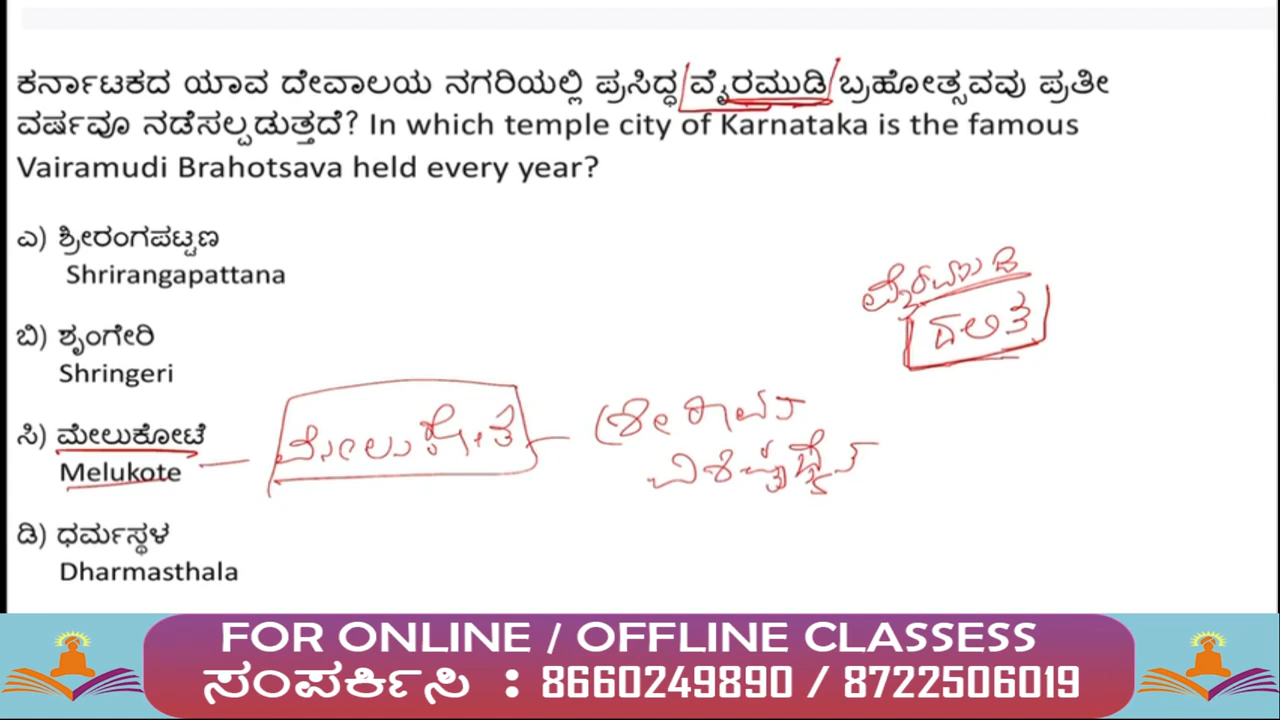 ಕರ್ನಾಟಕದ ಯಾವ ದೇವಾಲಯ ನಗರಿಯಲ್ಲಿ ಪ್ರಸಿದ್ಧ ವೈರಮುಡಿ ಬ್ರಹೋತ್ಸವವು ಪ್ರತೀ
ವರ್ಷವೂ ನಡೆಸಲ್ಪಡುತ್ತದೆ? In which temple city of Karnataka is the famous
Vairamudi Brahotsava held every year?
ಎ) ಶ್ರೀರಂಗಪಟ್ಟಣ
Shrirangapattana
ಬಿ) ಶೃಂಗೇರಿ
Shringeri
ಸಿ) ಮೇಲುಕೋಟೆ
Melukote
ಡಿ) ಧರ್ಮಸ್ಥಳ
Dharmasthala
ವೈರಮುಡಿ
FOR ONLINE / OFFLINE CLASSESS
ಸಂಪರ್ಕಿಸಿ : 8660249890 / 8722506019